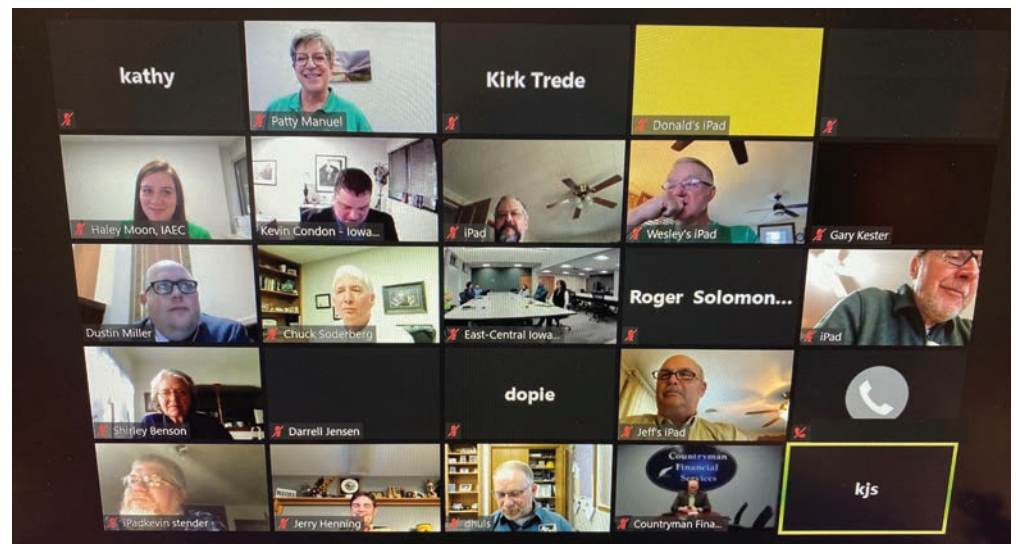 kathy
Patty Manuel
Kirk Trede
Donald's iPad
Haley Moon, IAEC
Kevin Condon - Iowa...
iPad
Wesley's iPad
Gary Kester
Dustin Miller
Chuck Soderberg
East-Central Iowa...
Roger Solomon...
iPad
Shirley Benson
Darrell Jensen
dopie
Jeff's iPad
iPadkevin stender
Jerry Henning
dhuls
Countryman
Financial
Services
Countryman Fina...
kjs